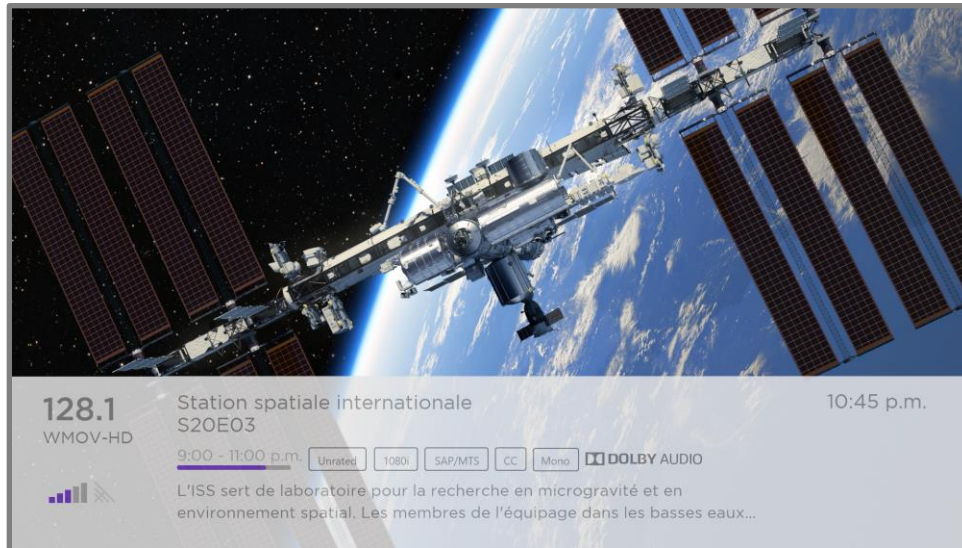 128.1
WMOV-HD
Station spatiale internationale
S20E03
10:45 p.m.
9:00 - 11:00 p.m. Unrated 1080i SAP/MTS CC Mono DOLBY AUDIO
L'ISS sert de laboratoire pour la recherche en microgravité et en
environnement spatial. Les membres de l'équipage dans les basses eaux...